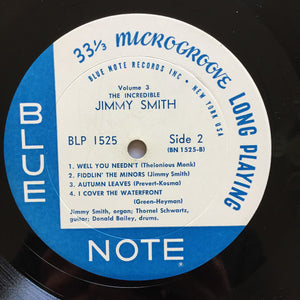 33⅓ MICROGROOVE LONG PLAYING
BLUE NOTE RECORDS INC • NEW YORK USA
Volume 3
THE INCREDIBLE
JIMMY SMITH
BLP 1525 Side 2
(BN 1525-B)
1. WELL YOU NEEDN'T (Thelonious Monk)
2. FIDDLIN' THE MINORS (Jimmy Smith)
3. AUTUMN LEAVES (Prevert-Kosma)
4. I COVER THE WATERFRONT
(Green-Heyman)
Jimmy Smith, organ; Thornel Schwartz,
guitar; Donald Bailey, drums.
BLUE
NOTE